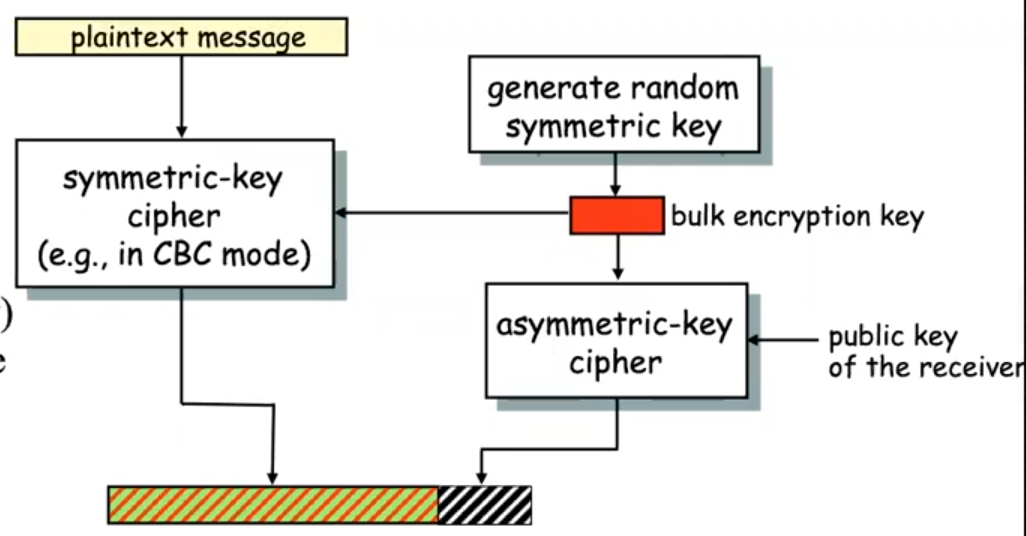 plaintext message
generate random
symmetric key
symmetric-key
cipher
(e.g., in CBC mode)
bulk encryption key
)
e
asymmetric-key
cipher
public key
of the receiver